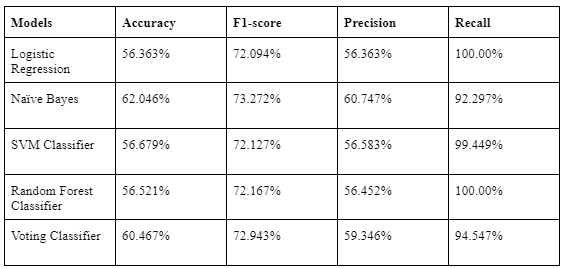 Models Accuracy F1-score Precision Recall
Logistic
Regression 56.363% 72.094% 56.363% 100.00%
Naïve Bayes 62.046% 73.272% 60.747% 92.297%
SVM Classifier 56.679% 72.127% 56.583% 99.449%
Random Forest
Classifier 56.521% 72.167% 56.452% 100.00%
Voting Classifier 60.467% 72.943% 59.346% 94.547%